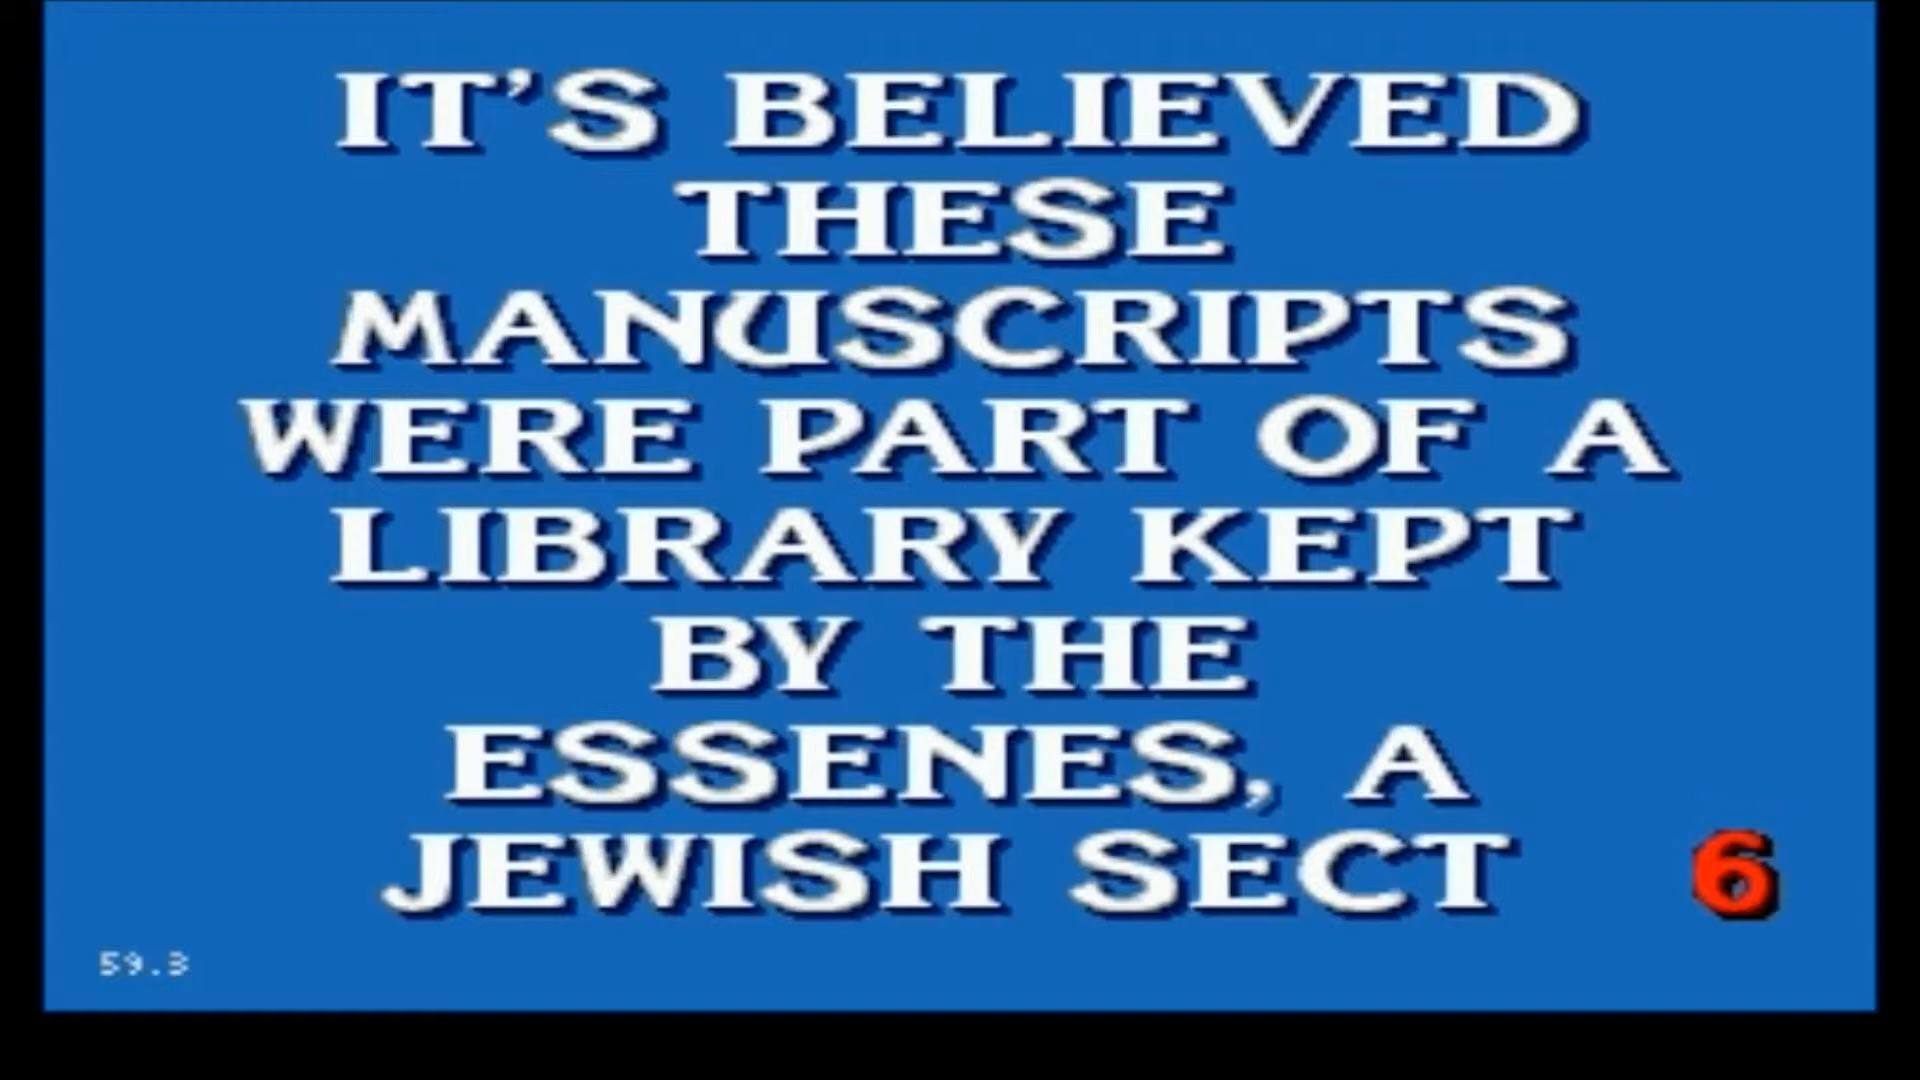 IT'S BELIEVED
THESE
MANUSCRIPTS
WERE PART OF A
LIBRARY KEPT
BY THE
ESSENES, A
JEWISH SECT
6
59.3